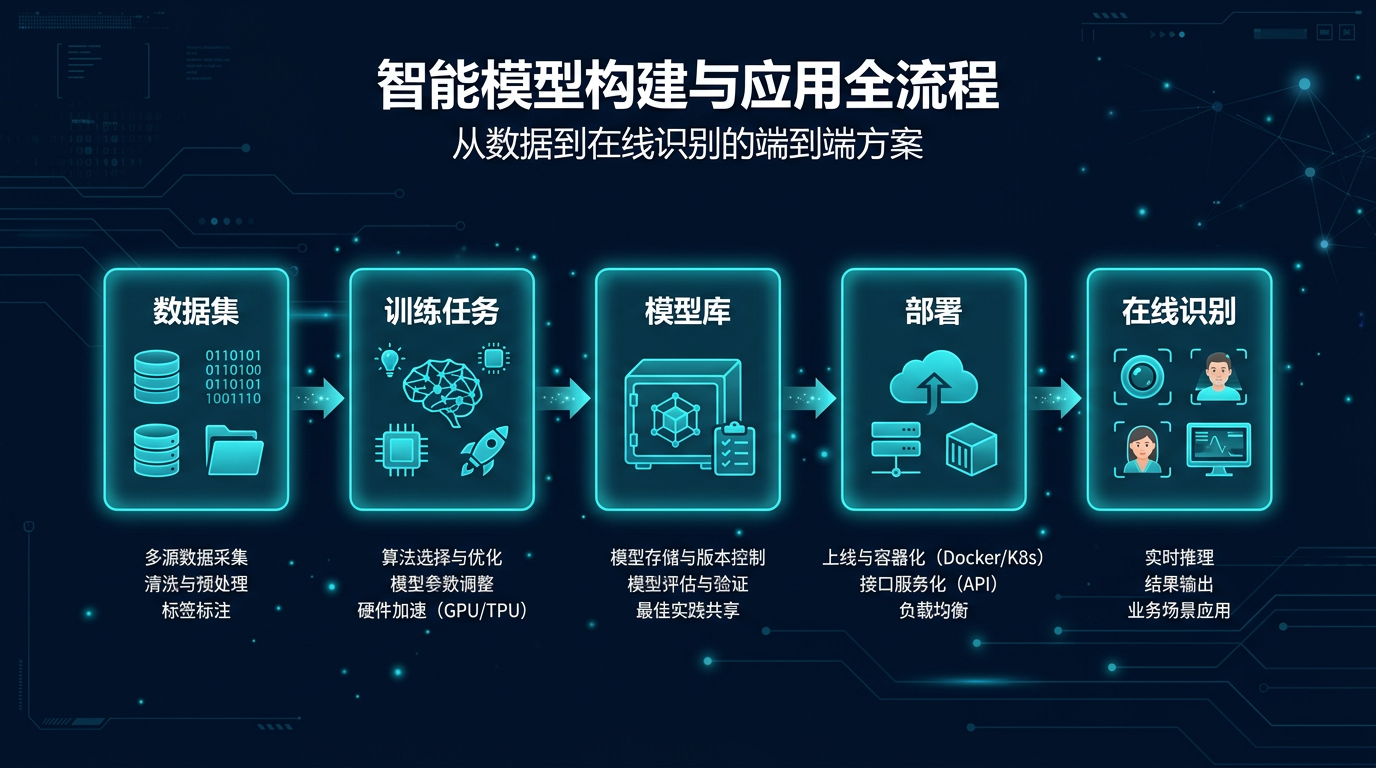 智能模型构建与应用全流程
从数据到在线识别的端到端方案
数据集
0110101
0110100
0110101
1001110
多源数据采集
清洗与预处理
标签标注
训练任务
算法选择与优化
模型参数调整
硬件加速（GPU/TPU）
模型库
模型存储与版本控制
模型评估与验证
最佳实践共享
部署
上线与容器化（Docker/K8s）
接口服务化（API）
负载均衡
在线识别
实时推理
结果输出
业务场景应用